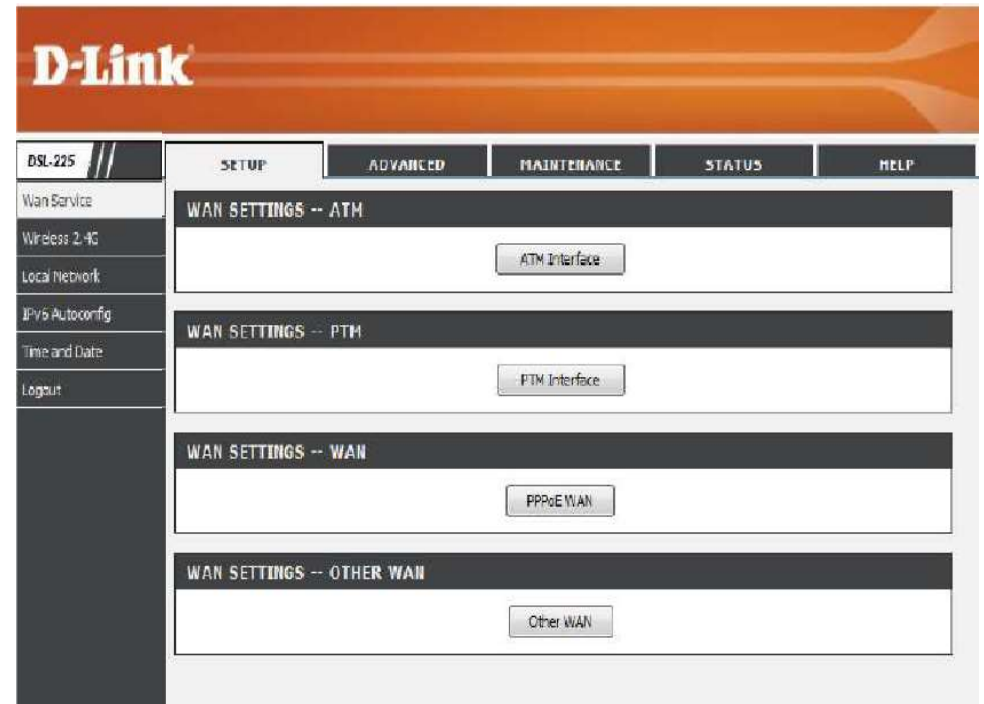 D-Link
DSL-225
SETUP ADVANCED MAINTENANCE STATUS HELP
Wan Service
Wireless 2.4G
Local Network
IPv6 Autoconfig
Time and Date
Logout
WAN SETTINGS -- ATM
ATM Interface
WAN SETTINGS -- PTM
PTM Interface
WAN SETTINGS -- WAN
PPPoE WAN
WAN SETTINGS -- OTHER WAN
Other WAN